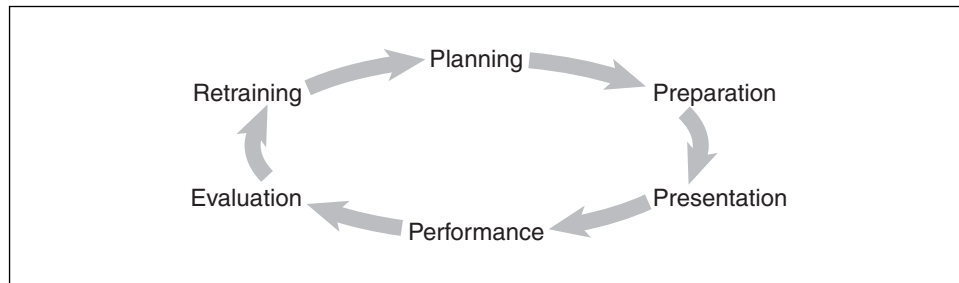 Planning
Retraining
Preparation
Evaluation
Presentation
Performance